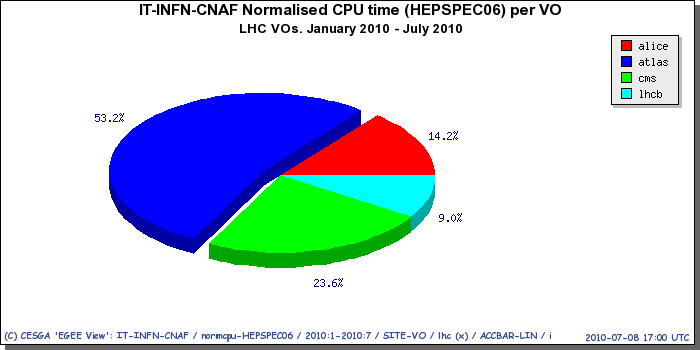 IT-INFN-CNAF Normalised CPU time (HEPSPEC06) per VO
LHC VOs. January 2010 - July 2010
alice
atlas
cms
lhcb
53.2%
14.2%
9.0%
23.6%
(C) CESGA 'EGEE View': IT-INFN-CNAF / normcpu-HEPSPEC06 / 2010:1-2010:7 / SITE-VO / lhc (x) / ACCBAR-LIN / i
2010-07-08 17:00 UTC